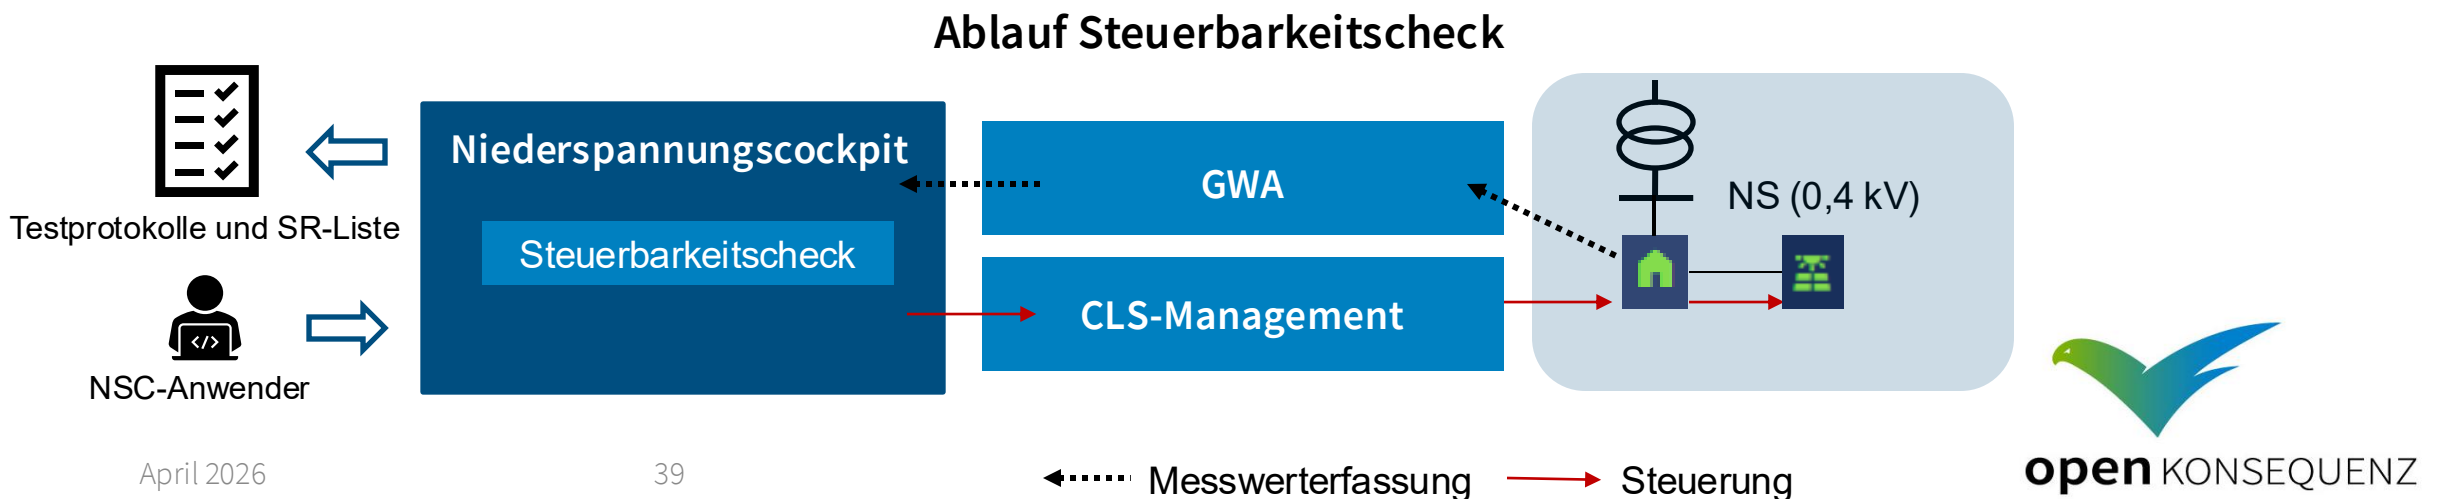 Ablauf Steuerbarkeitscheck
Testprotokolle und SR-Liste
NSC-Anwender
</>
Niederspannungscockpit
Steuerbarkeitscheck
GWA
CLS-Management
NS (0,4 kV)
April 2026
39
Messwerterfassung
Steuerung
open KONSEQUENZ